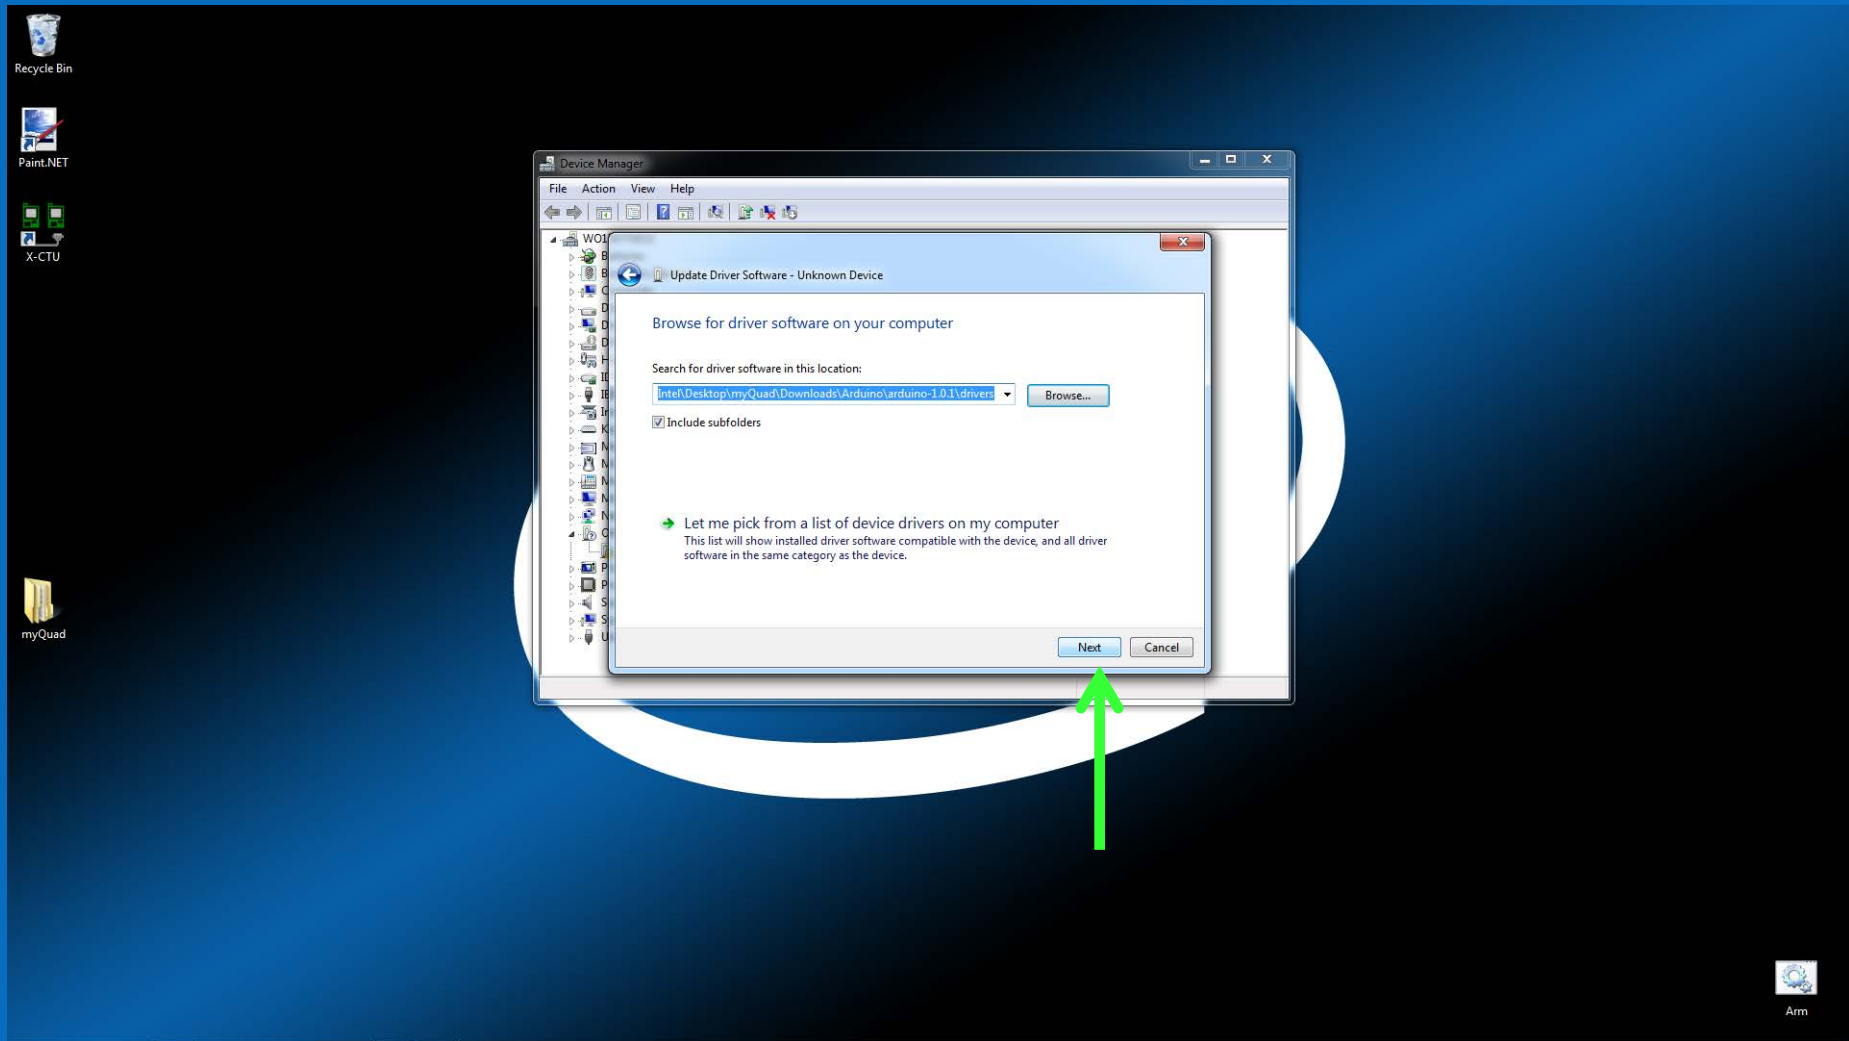 Recycle Bin
Paint.NET
X-CTU
myQuad
Device Manager
File Action View Help
WO1
Update Driver Software - Unknown Device
Browse for driver software on your computer
Search for driver software in this location:
Intel\Desktop\myQuad\Downloads\Arduino\arduino-1.0.1\drivers
Browse...
Include subfolders
Let me pick from a list of device drivers on my computer
This list will show installed driver software compatible with the device, and all driver
software in the same category as the device.
Next Cancel
Arm